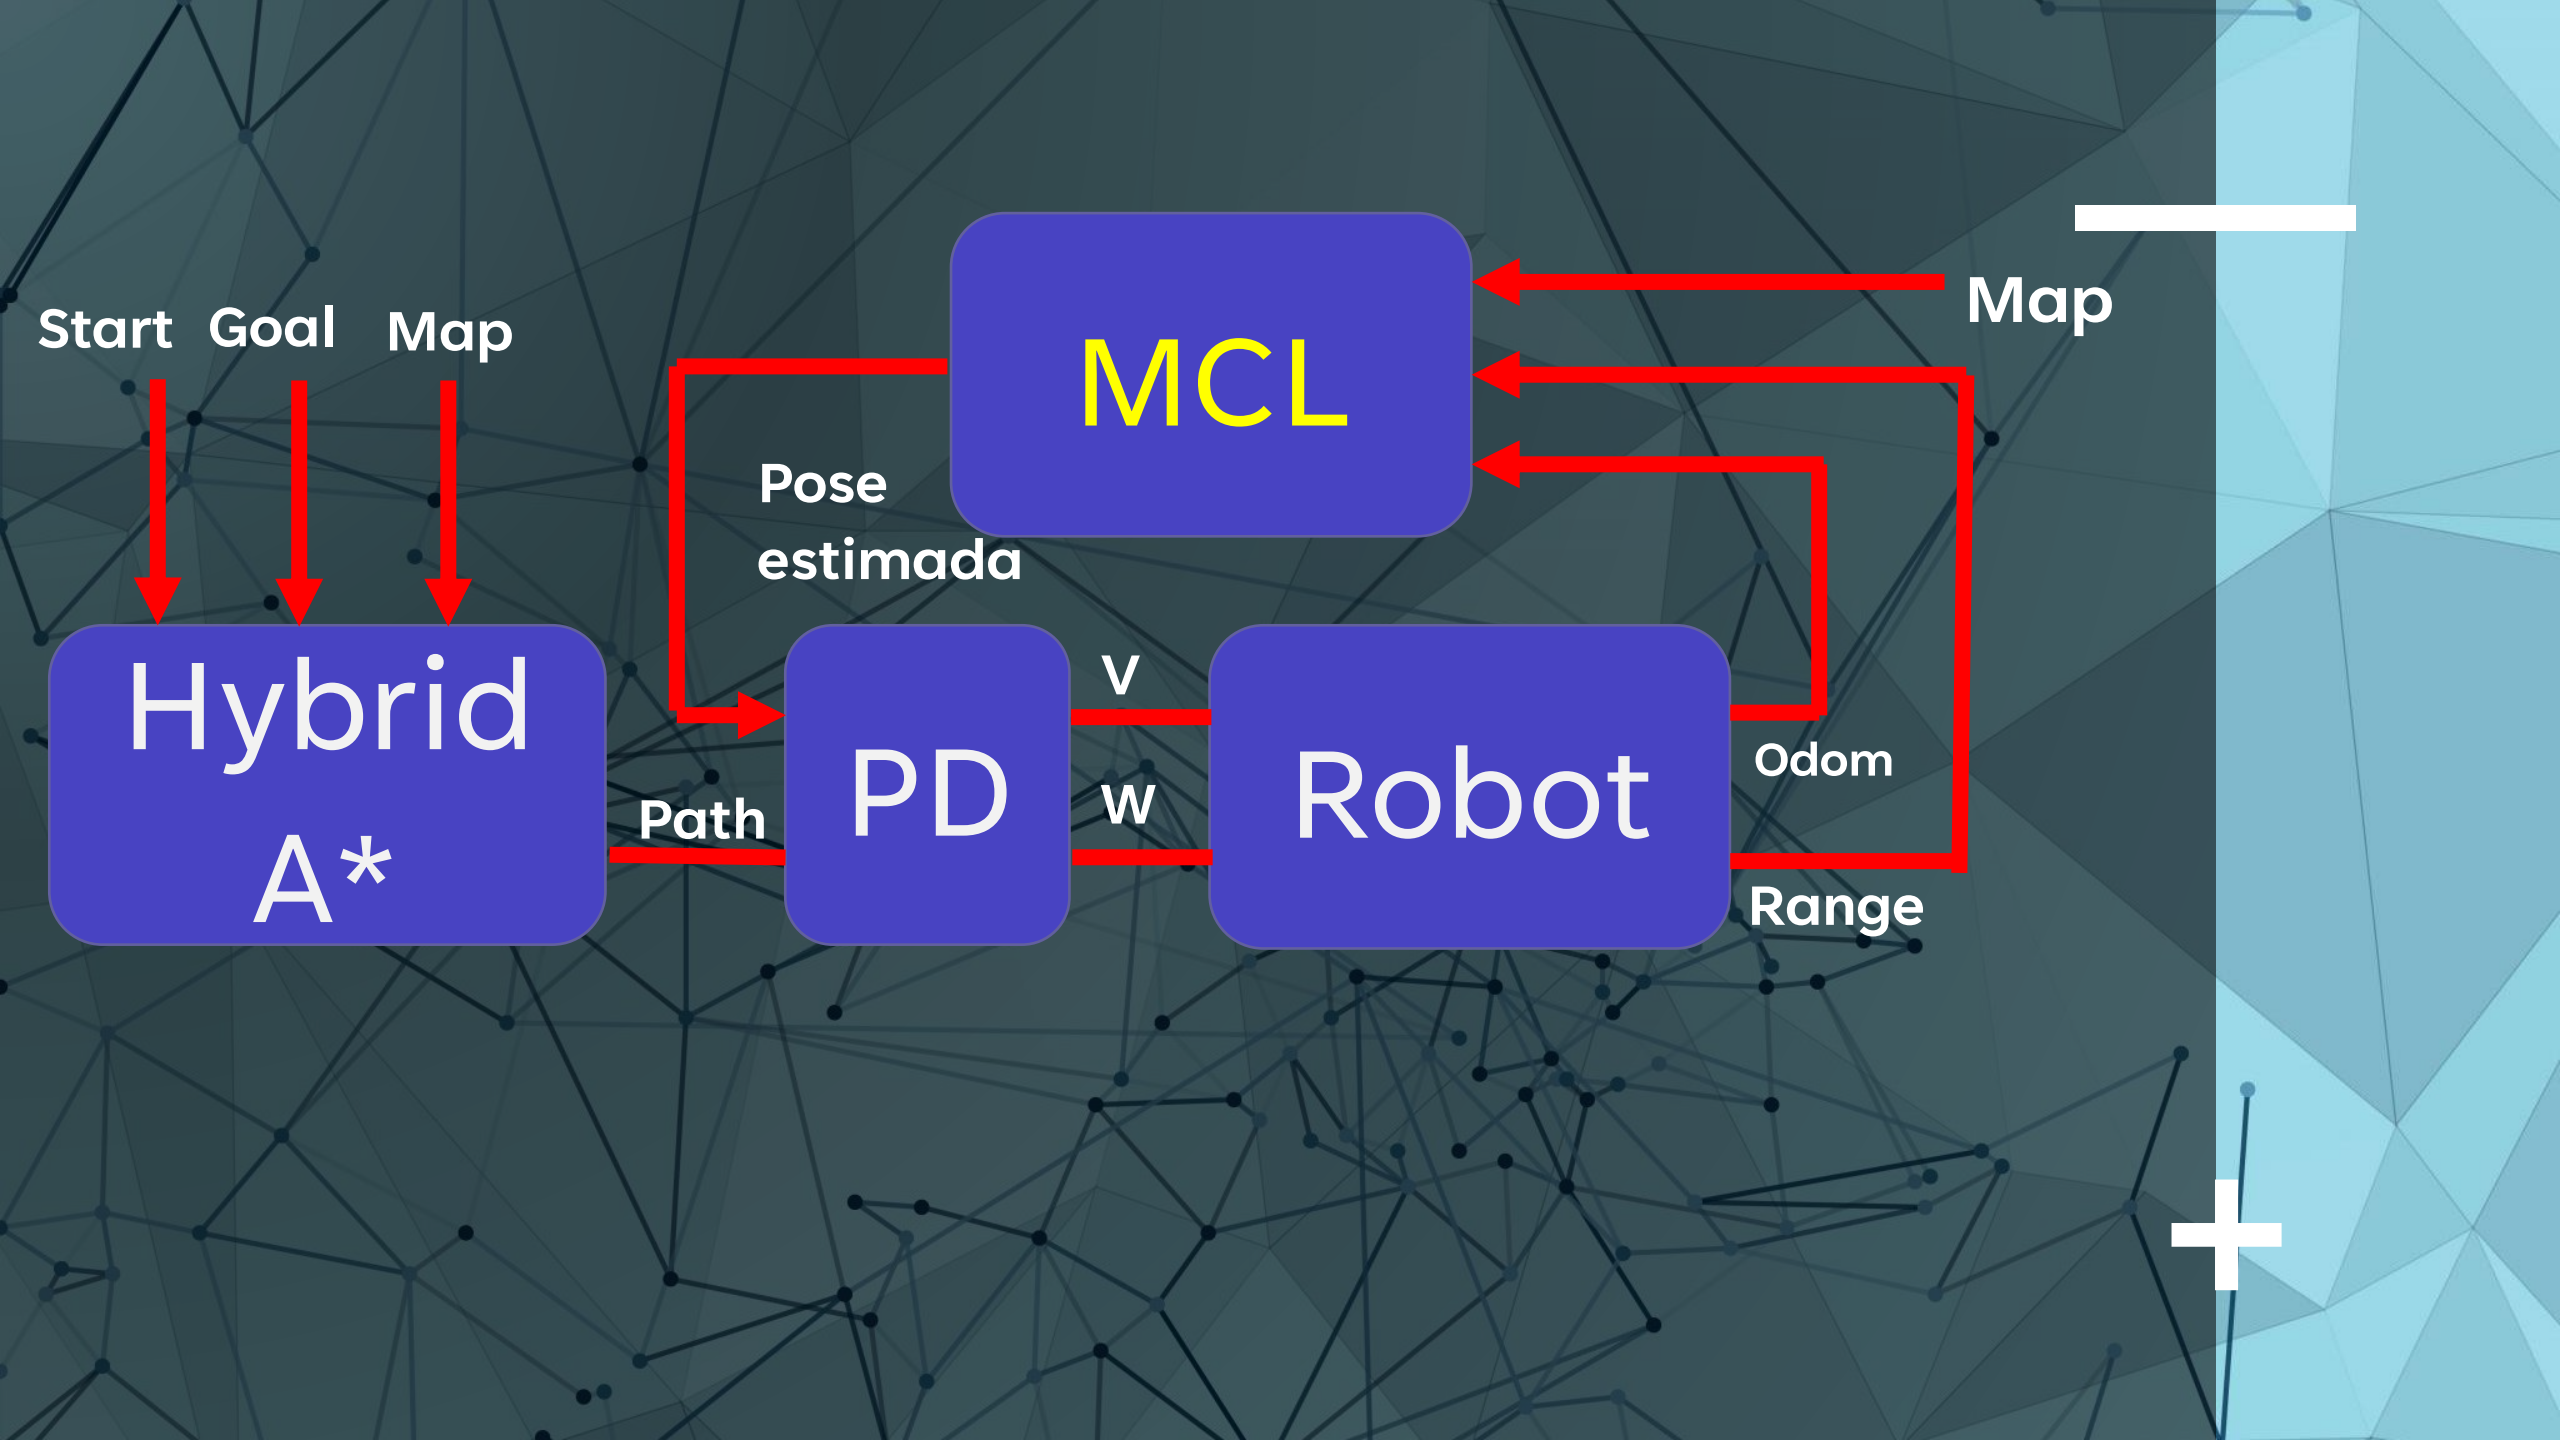 MCL
Map
Start
Goal
Map
Pose
estimada
Hybrid
A*
Path
PD
V
W
Robot
Odom
Range